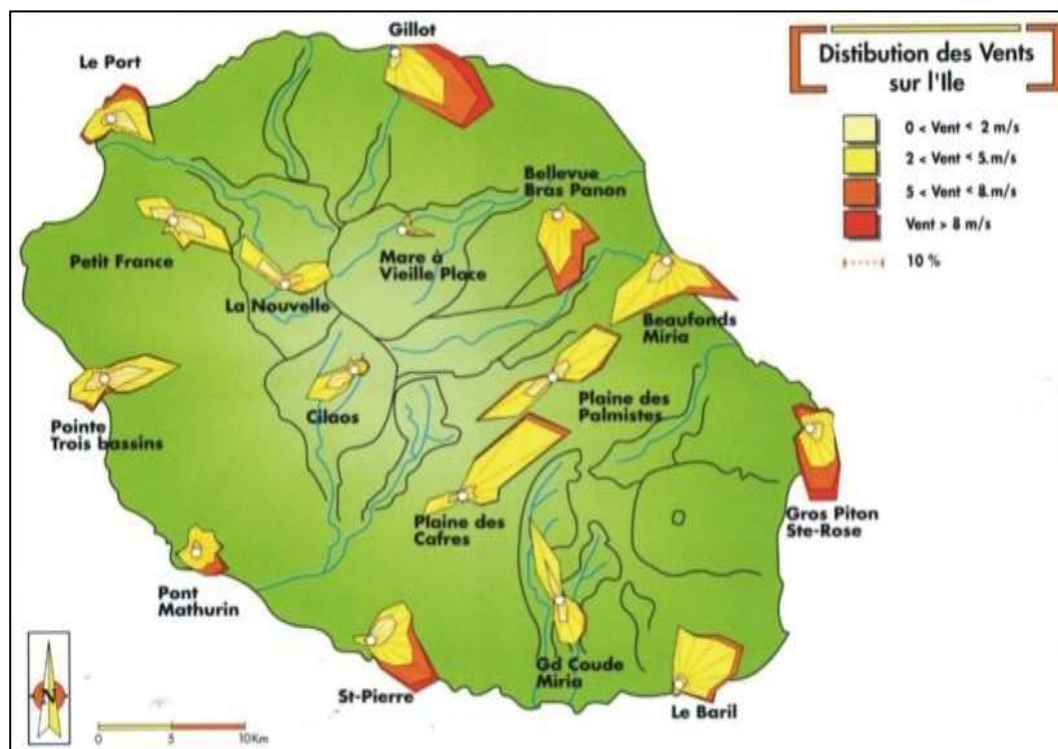 Gillot
Le Port
Distibution des Vents
sur l'Ile
0 < Vent < 2 m/s
2 < Vent < 5.m/s
5 < Vent < 8.m/s
Vent > 8 m/s
10 %
Bellevue
Bras Panon
Petit France
Mare à
Vieille Place
La Nouvelle
Beaufonds
Miria
Cilaos
Plaine des
Palmistes
Pointe
Trois bassins
Plaine des
Cafres
Gros Piton
Ste-Rose
Pont
Mathurin
Gd Coude
Miria
St-Pierre
Le Baril
N
0 5 10Km